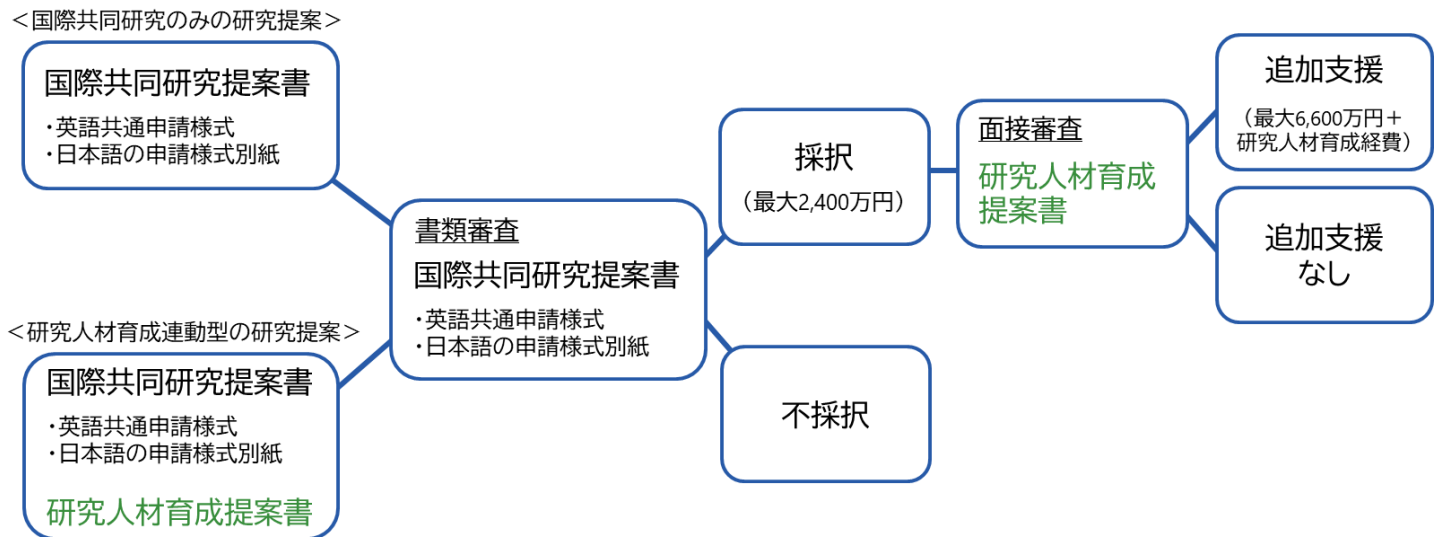 ＜国際共同研究のみの研究提案＞
国際共同研究提案書
・英語共通申請様式
・日本語の申請様式別紙
＜研究人材育成連動型の研究提案＞
国際共同研究提案書
・英語共通申請様式
・日本語の申請様式別紙
研究人材育成提案書
書類審査
国際共同研究提案書
・英語共通申請様式
・日本語の申請様式別紙
採択
（最大2,400万円）
不採択
面接審査
研究人材育成
提案書
追加支援
（最大6,600万円＋
研究人材育成経費）
追加支援
なし